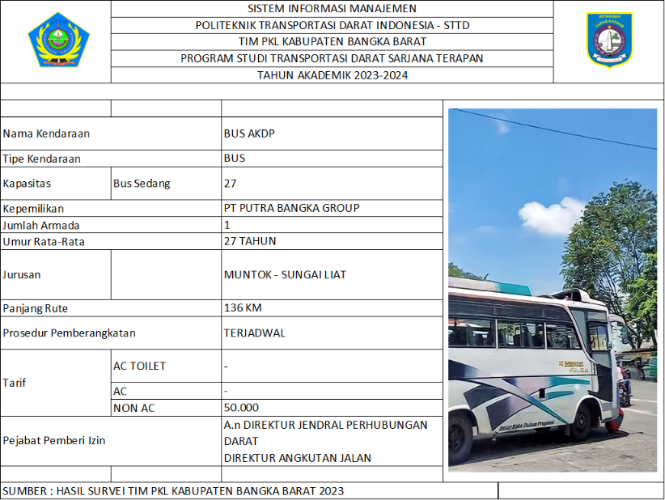 SISTEM INFORMASI MANAJEMEN
POLITEKNIK TRANSPORTASI DARAT INDONESIA - STTD
TIM PKL KABUPATEN BANGKA BARAT
PROGRAM STUDI TRANSPORTASI DARAT SARJANA TERAPAN
TAHUN AKADEMIK 2023-2024
Nama Kendaraan BUS AKDP
Tipe Kendaraan BUS
Kapasitas Bus Sedang 27
Kepemilikan PT PUTRA BANGKA GROUP
Jumlah Armada 1
Umur Rata-Rata 27 TAHUN
Jurusan MUNTOK - SUNGAI LIAT
Panjang Rute 136 KM
Prosedur Pemberangkatan TERJADWAL
Tarif AC TOILET -
AC -
NON AC 50.000
Pejabat Pemberi Izin A.n DIREKTUR JENDRAL PERHUBUNGAN
DARAT
DIREKTUR ANGKUTAN JALAN
SUMBER : HASIL SURVEI TIM PKL KABUPATEN BANGKA BARAT 2023